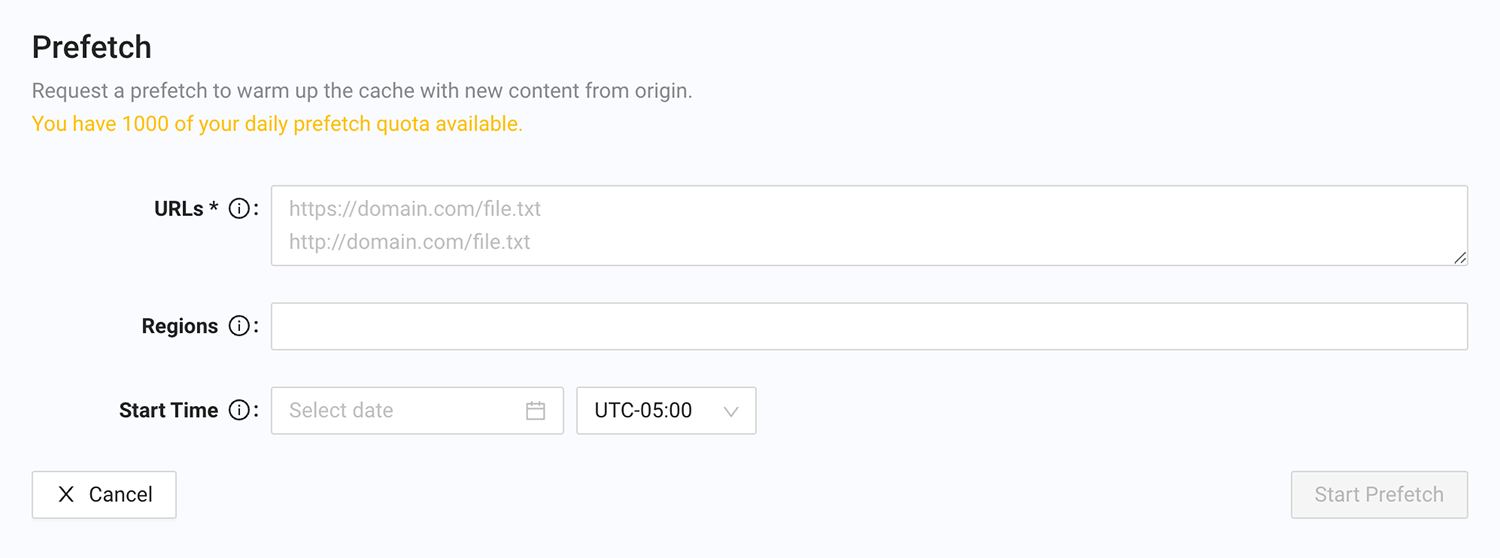 Prefetch
Request a prefetch to warm up the cache with new content from origin.
You have 1000 of your daily prefetch quota available.
URLs * :
https://domain.com/file.txt
http://domain.com/file.txt
Regions :
Start Time : Select date UTC-05:00
Cancel Start Prefetch